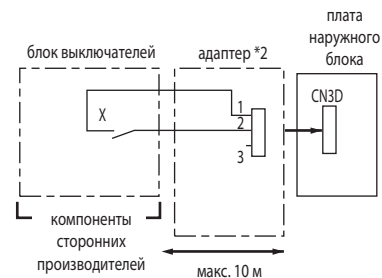 плата
наружного
блока
блок выключателей
адаптер *2
CN3D
X
1
2
3
компоненты
сторонних
производителей
макс. 10 м